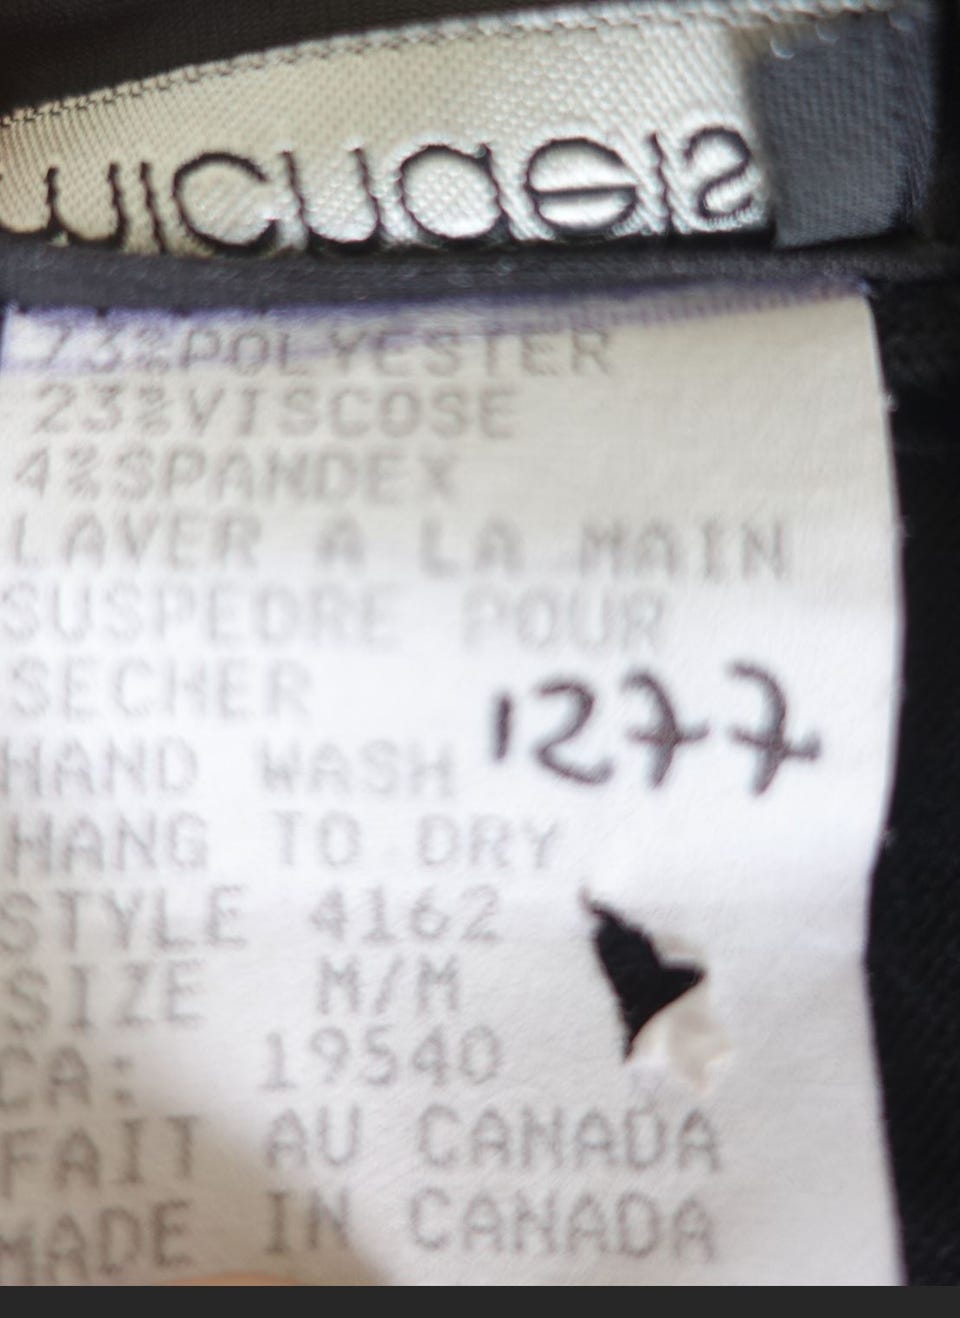 michaels
73%POLYESTER
23%VISCOSE
4%SPANDEX
LAVER A LA MAIN
SUSPEDRE POUR
SECHER
1277
HAND WASH
HANG TO DRY
STYLE 4162
SIZE M/M
CA: 19540
FAIT AU CANADA
MADE IN CANADA